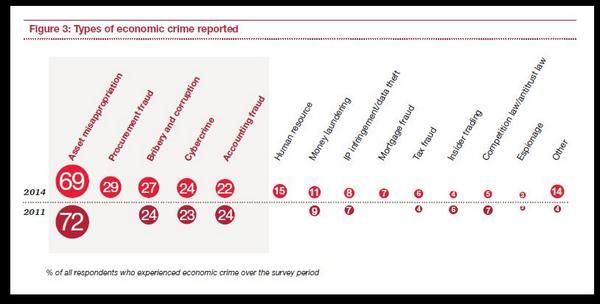 Figure 3: Types of economic crime reported
Asset misappropriation
Procurement fraud
Bribery and corruption
Cybercrime
Accounting fraud
Human resource
Money laundering
IP infringement/data theft
Mortgage fraud
Tax fraud
Insider trading
Competition law/antitrust law
Espionage
Other
2014 69 29 27 24 22 15 11 8 7 6 4 5 3 14
2011 72 24 23 24 9 7 4 6 7 4
% of all respondents who experienced economic crime over the survey period